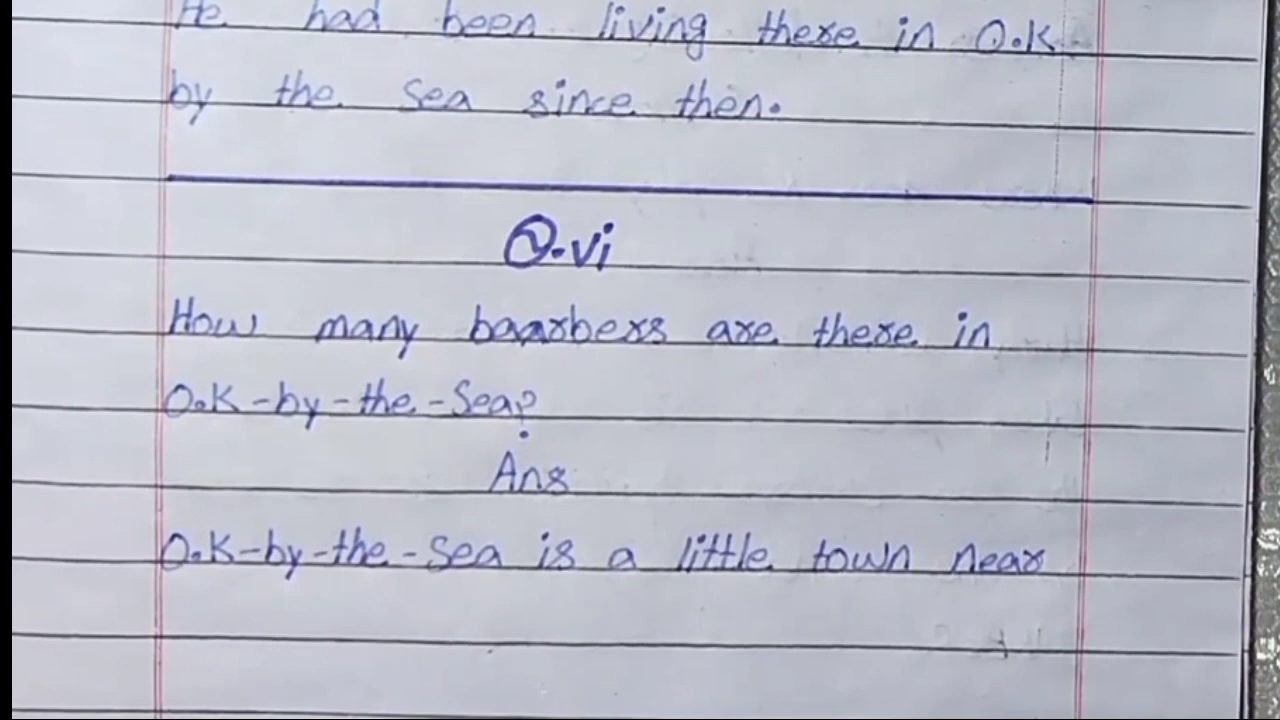 He had been living there in O.K
by the Sea since then.
Q.vi
How many baarbers are there in
O.K-by-the-Sea?
Ans
O.K-by-the-Sea is a little town near